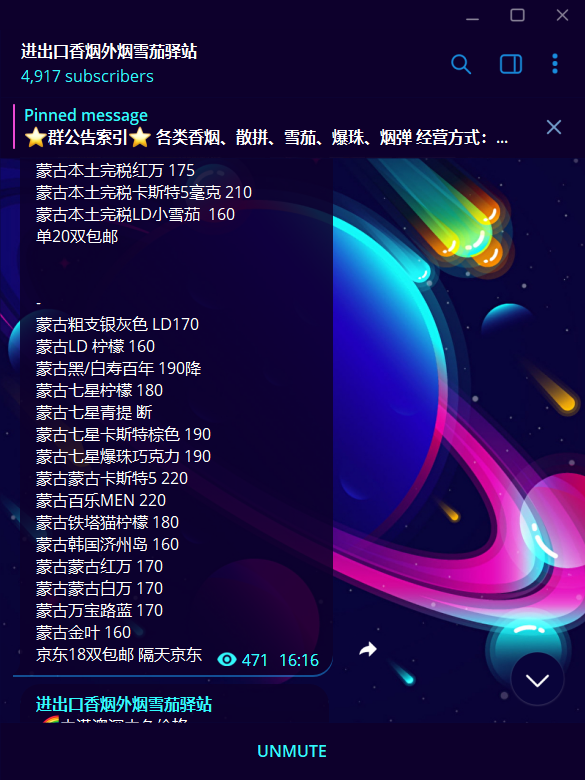 进出口香烟外烟雪茄驿站
4,917 subscribers
Pinned message
⭐群公告索引⭐ 各类香烟、散拼、雪茄、爆珠、烟弹 经营方式：...
蒙古本土完税红万 175
蒙古本土完税卡斯特5毫克 210
蒙古本土完税LD小雪茄 160
单20双包邮
-
蒙古粗支银灰色 LD170
蒙古LD 柠檬 160
蒙古黑/白寿百年 190降
蒙古七星柠檬 180
蒙古七星青提 断
蒙古七星卡斯特棕色 190
蒙古七星爆珠巧克力 190
蒙古蒙古卡斯特5 220
蒙古百乐MEN 220
蒙古铁塔猫柠檬 180
蒙古韩国济州岛 160
蒙古蒙古红万 170
蒙古蒙古白万 170
蒙古万宝路蓝 170
蒙古金叶 160
京东18双包邮 隔天京东
471 16:16
进出口香烟外烟雪茄驿站
UNMUTE